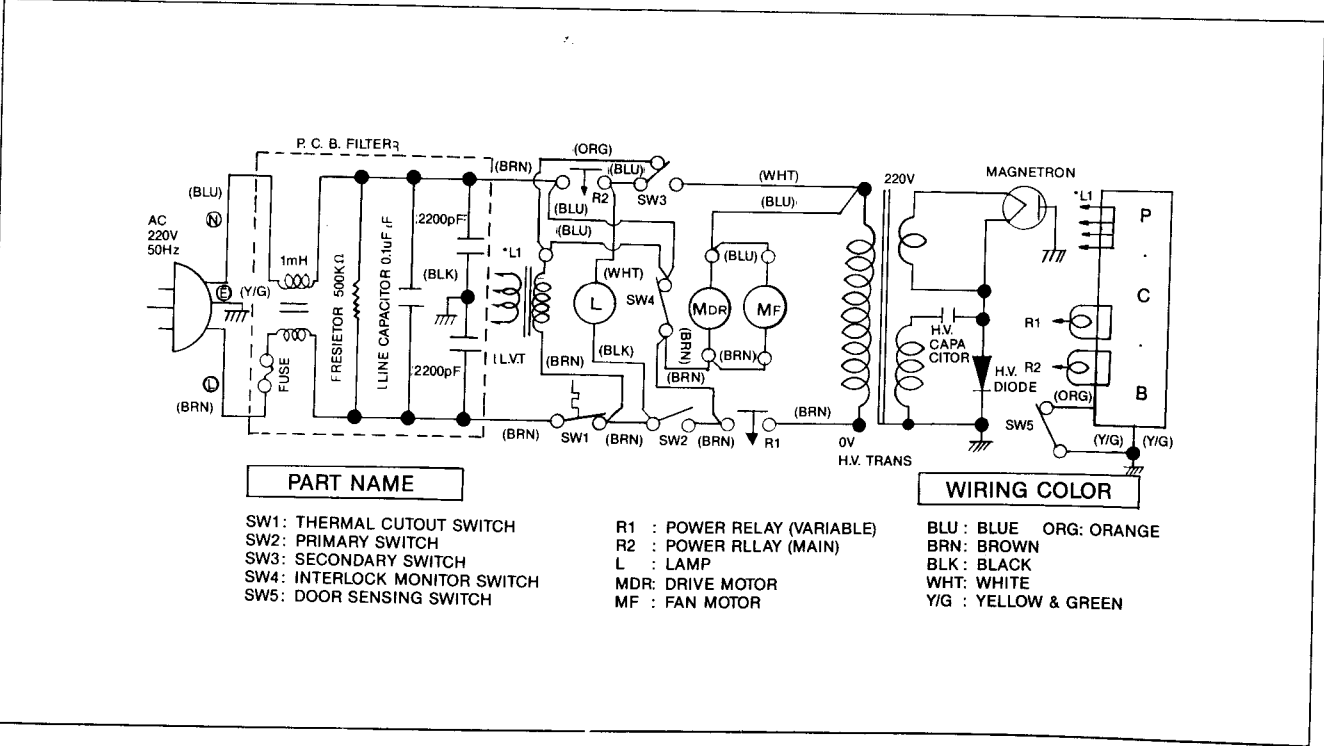 P. C. B. FILTER
(ORG)
(BRN)
(BLU)
R2
SW3
(WHT)
220V
MAGNETRON
*L1
(BLU)
N
AC
220V
50Hz
1mH
E
(Y/G)
FRESIETOR 500KΩ
LINE CAPACITOR 0.1uF
2200pF
(BLK)
2200pF
*L1
(BLU)
(BLU)
(WHT)
L
(BLK)
SW4
(BLU)
(BLU)
MDR
MF
(BRN)
(BRN)
(BRN)
L.V.T
(BRN)
FUSE
L
(BRN)
(BRN)
SW1
(BRN)
SW2
(BRN)
R1
(BRN)
0V
H.V. TRANS
H.V.
CAPA
CITOR
H.V.
DIODE
R1
R2
(ORG)
SW5
(Y/G)
(Y/G)
P
.
C
.
B
PART NAME
SW1: THERMAL CUTOUT SWITCH
SW2: PRIMARY SWITCH
SW3: SECONDARY SWITCH
SW4: INTERLOCK MONITOR SWITCH
SW5: DOOR SENSING SWITCH
R1 : POWER RELAY (VARIABLE)
R2 : POWER RLLAY (MAIN)
L : LAMP
MDR: DRIVE MOTOR
MF : FAN MOTOR
WIRING COLOR
BLU : BLUE ORG: ORANGE
BRN: BROWN
BLK : BLACK
WHT: WHITE
Y/G : YELLOW & GREEN